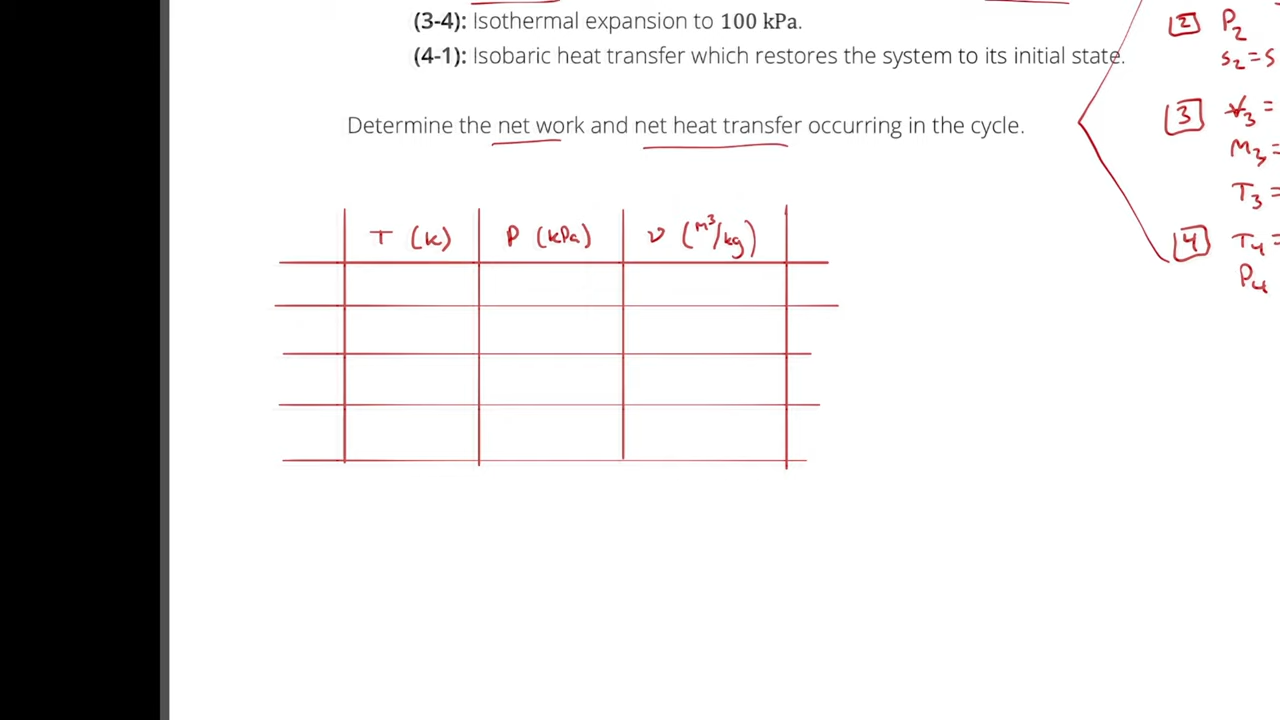 (3-4): Isothermal expansion to 100 kPa.
(4-1): Isobaric heat transfer which restores the system to its initial state.
Determine the net work and net heat transfer occurring in the cycle.
T (K) P (kPa) ν (m³/kg)
2 P₂
s₂=s
3 V₃=
M₃=
T₃=
4 T₄=
P₄